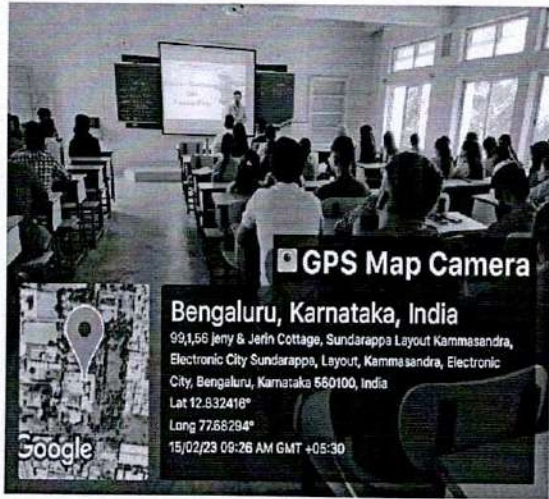 GPS Map Camera
Bengaluru, Karnataka, India
99,1,56 jeny & Jerin Cottage, Sundarappa Layout Kammasandra,
Electronic City Sundarappa, Layout, Kammasandra, Electronic
City, Bengaluru, Karnataka 560100, India
Lat 12.832416°
Long 77.68294°
15/02/23 09:26 AM GMT +05:30
Google